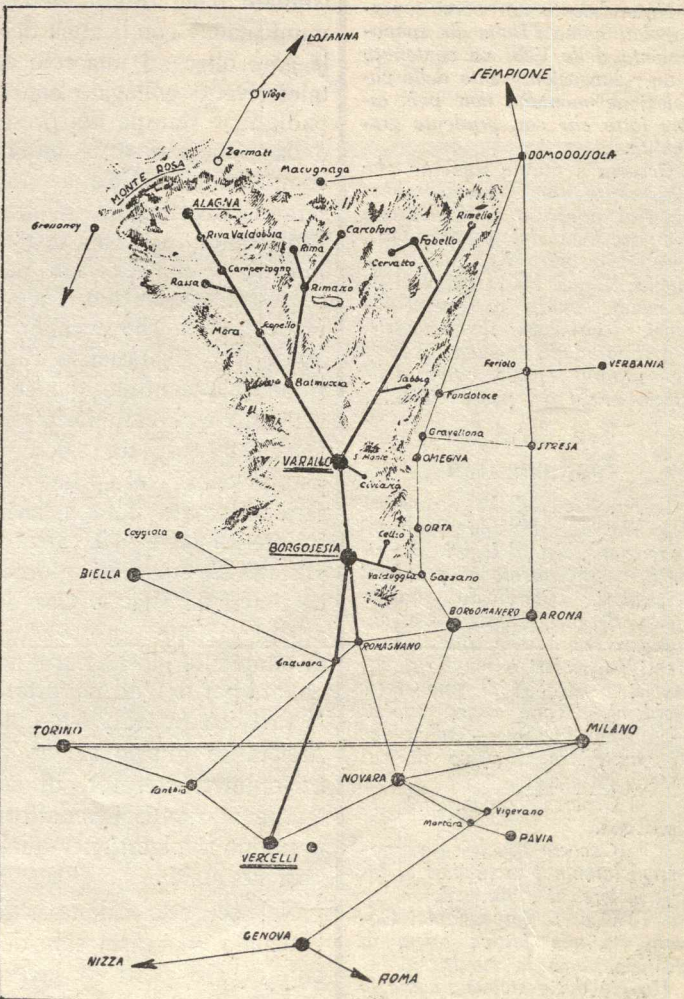 LOSANNA
SEMPIONE
Viège
Zermatt
DOMODOSSOLA
Macugnaga
MONTE ROSA
ALAGNA
Gressoney
Riva Valdobbia
Carcoforo
Fobello
Rimella
Rima
Cervatto
Campertogno
Rassa
Rimasco
Mera
Scopello
Feriolo
VERBANIA
Balmuccia
Sabbia
Fondotoce
Gravellona
STRESA
VARALLO
S. Monte
OMEGNA
Civiasco
Coggiola
Cellio
ORTA
BORGOSESIA
BIELLA
Valduggia
Gozzano
BORGOMANERO
ARONA
ROMAGNANO
Gattinara
TORINO
MILANO
NOVARA
Santhià
Vigevano
Mortara
PAVIA
VERCELLI
GENOVA
NIZZA
ROMA